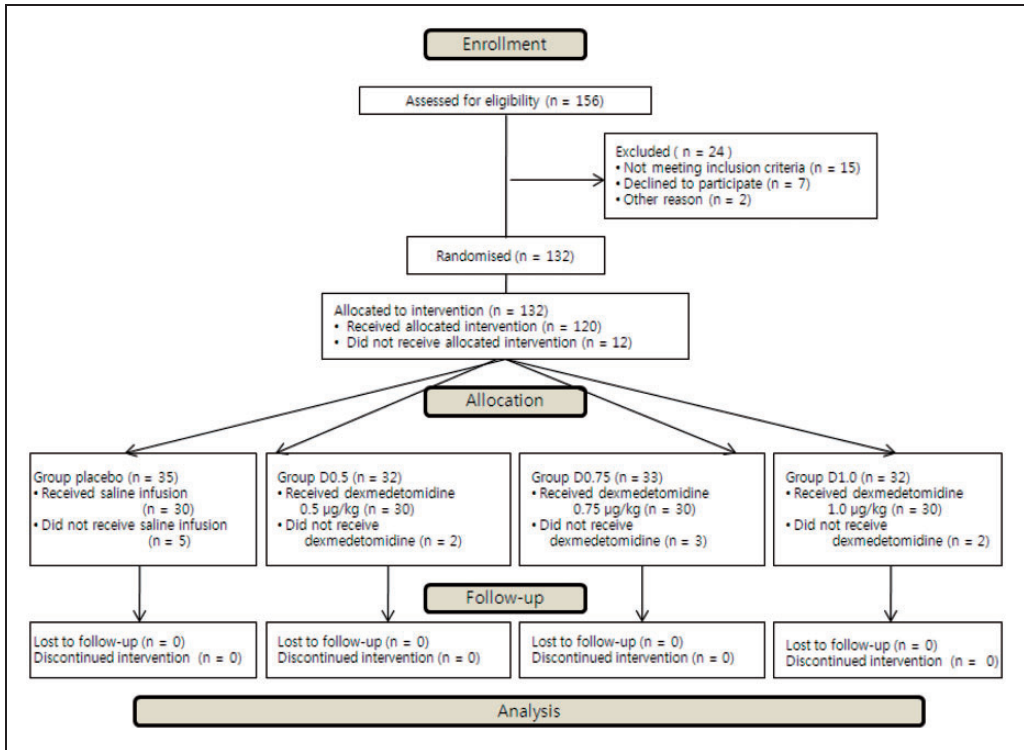 Enrollment
Assessed for eligibility (n = 156)
Excluded ( n = 24 )
• Not meeting inclusion criteria (n = 15)
• Declined to participate (n = 7)
• Other reason (n = 2)
Randomised (n = 132)
Allocated to intervention (n = 132)
• Received allocated intervention (n = 120)
• Did not receive allocated intervention (n = 12)
Allocation
Group placebo (n = 35)
• Received saline infusion
(n = 30)
• Did not receive saline infusion
(n = 5)
Group D0.5 (n = 32)
• Received dexmedetomidine
0.5 µg/kg (n = 30)
• Did not receive
dexmedetomidine (n = 2)
Group D0.75 (n = 33)
• Received dexmedetomidine
0.75 µg/kg (n = 30)
• Did not receive
dexmedetomidine (n = 3)
Group D1.0 (n = 32)
• Received dexmedetomidine
1.0 µg/kg (n = 30)
• Did not receive
dexmedetomidine (n = 2)
Follow-up
Lost to follow-up (n = 0)
Discontinued intervention (n = 0)
Lost to follow-up (n = 0)
Discontinued intervention (n = 0)
Lost to follow-up (n = 0)
Discontinued intervention (n = 0)
Lost to follow-up (n = 0)
Discontinued intervention (n = 0)
Analysis